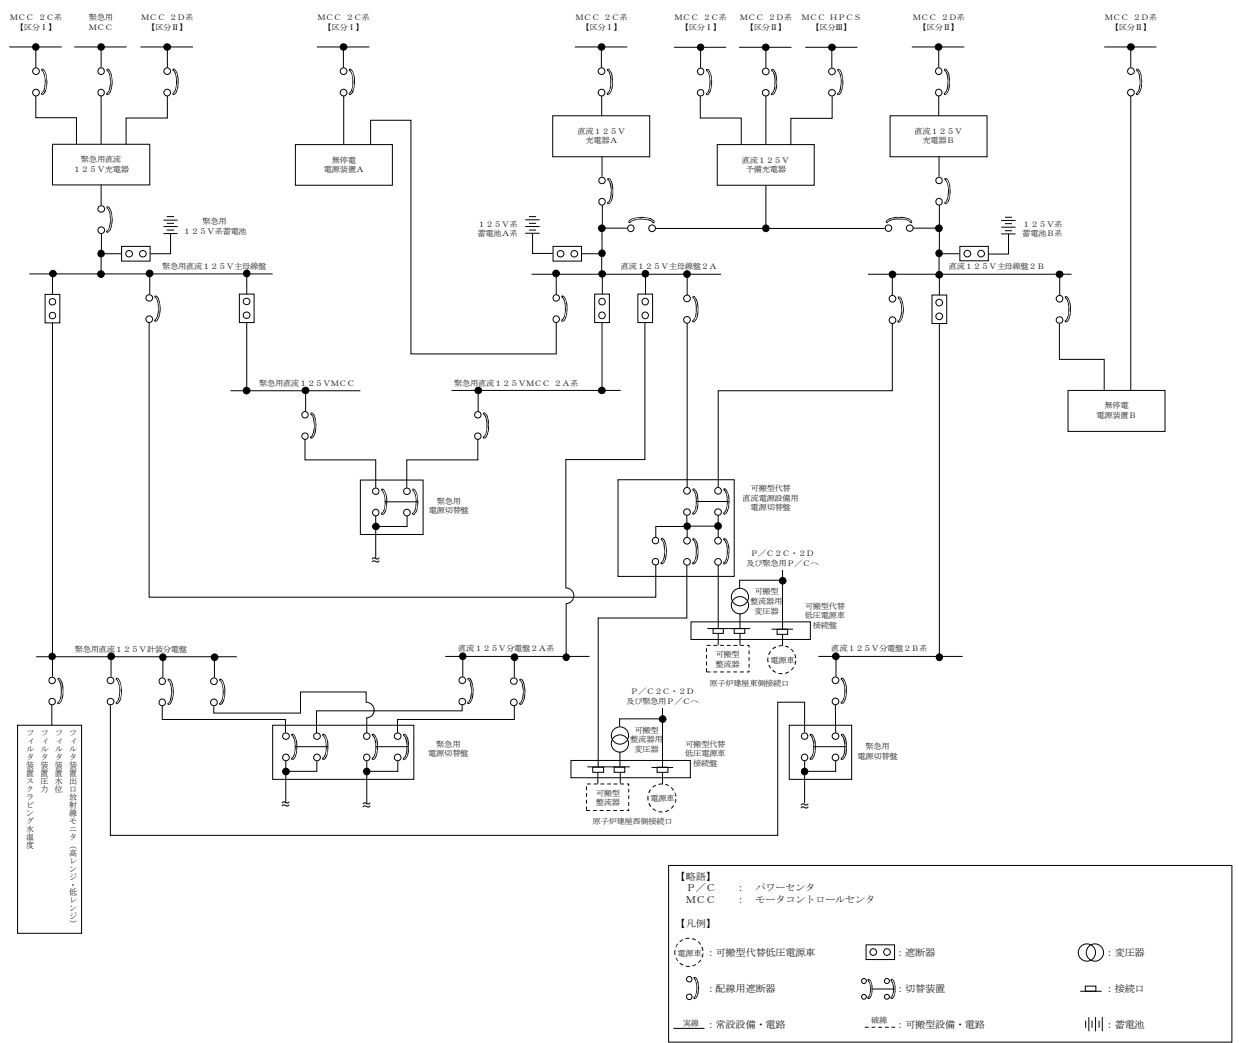 MCC 2C系
【区分Ⅰ】
緊急用
MCC
MCC 2D系
【区分Ⅱ】
MCC 2C系
【区分Ⅰ】
MCC 2C系
【区分Ⅰ】
MCC 2C系
【区分Ⅰ】
MCC 2D系
【区分Ⅱ】
MCC HPCS
【区分Ⅲ】
MCC 2D系
【区分Ⅱ】
MCC 2D系
【区分Ⅱ】
緊急用直流
125V充電器
無停電
電源装置A
直流125V
充電器A
直流125V
予備充電器
直流125V
充電器B
緊急用
125V系蓄電池
125V系
蓄電池A系
125V系
蓄電池B系
緊急用直流125V主母線盤
直流125V主母線盤2A
直流125V主母線盤2B
緊急用直流125VMCC
緊急用直流125VMCC 2A系
無停電
電源装置B
緊急用
電源切替盤
可搬型代替
直流電源設備用
電源切替盤
P/C2C・2D
及び緊急用P/Cへ
可搬型
整流器用
変圧器
可搬型代替
低圧電源車
接続盤
可搬型
整流器
電源車
原子炉建屋東側接続口
緊急用直流125V計装分電盤
直流125V分電盤2A系
直流125V分電盤2B系
P/C2C・2D
及び緊急用P/Cへ
可搬型
整流器用
変圧器
可搬型代替
低圧電源車
接続盤
可搬型
整流器
電源車
原子炉建屋西側接続口
緊急用
電源切替盤
緊急用
電源切替盤
フィルタ装置出口放射線モニタ（高レンジ・低レンジ）
フィルタ装置水位
フィルタ装置圧力
フィルタ装置スクラビング水温度
【略語】
P/C : パワーセンタ
MCC : モータコントロールセンタ
【凡例】
電源車 : 可搬型代替低圧電源車
: 遮断器
: 変圧器
: 配線用遮断器
: 切替装置
: 接続口
実線 : 常設設備・電路
破線 : 可搬型設備・電路
: 蓄電池